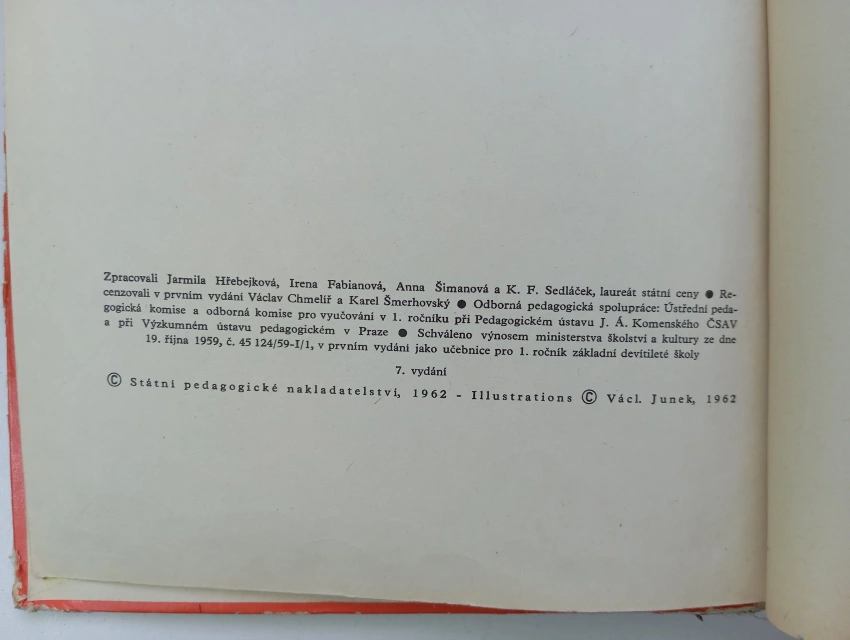 Zpracovali Jarmila Hřebejková, Irena Fabianová, Anna Šimanová a K. F. Sedláček, laureát státní ceny ● Re-
cenzovali v prvním vydání Václav Chmelíř a Karel Šmerhovský ● Odborná pedagogická spolupráce: Ústřední peda-
gogická komise a odborná komise pro vyučování v 1. ročníku při Pedagogickém ústavu J. Á. Komenského ČSAV
a při Výzkumném ústavu pedagogickém v Praze ● Schváleno výnosem ministerstva školství a kultury ze dne
19. října 1959, č. 45 124/59-I/1, v prvním vydání jako učebnice pro 1. ročník základní devítileté školy
7. vydání
© Státní pedagogické nakladatelství, 1962 - Illustrations © Václ. Junek, 1962